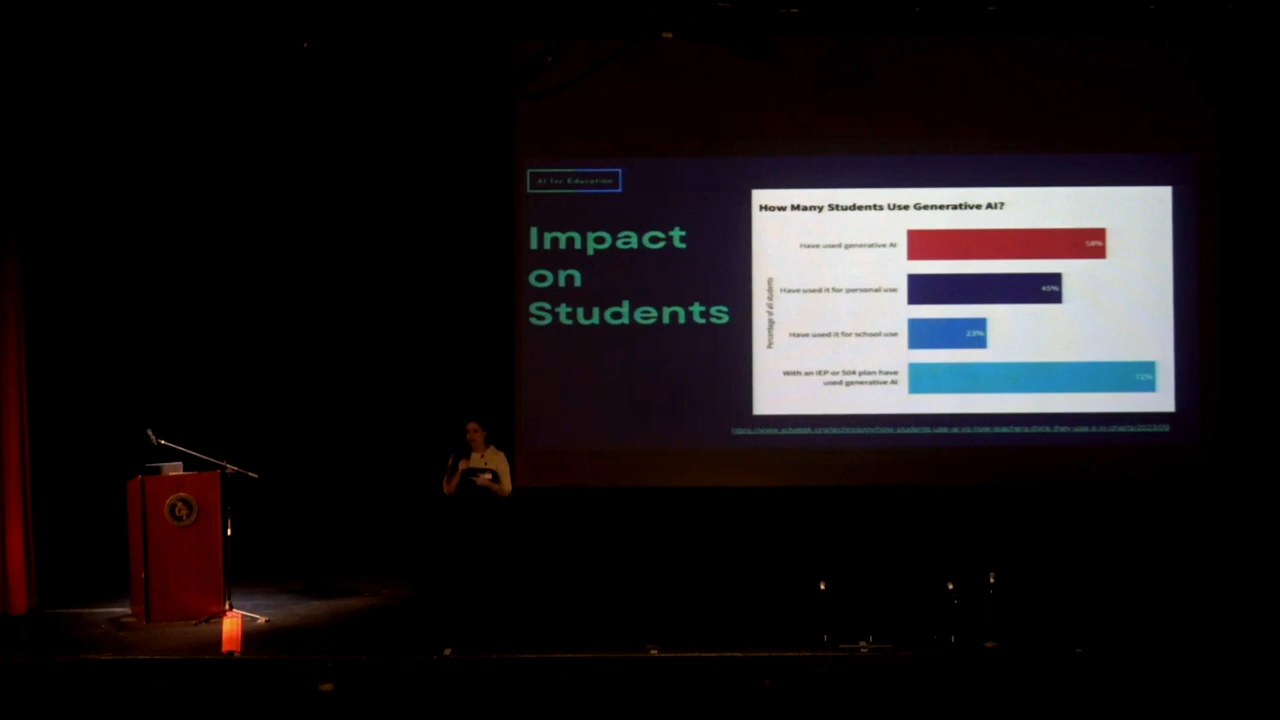 AI for Education
Impact
on
Students
How Many Students Use Generative AI?
Percentage of all students
Have used generative AI
58%
Have used it for personal use
45%
Have used it for school use
23%
With an IEP or 504 plan have
used generative AI
72%